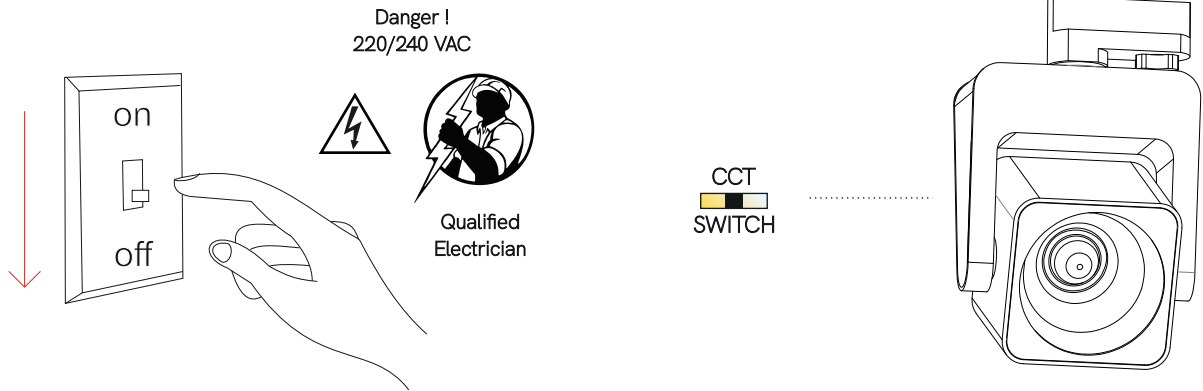 Danger !
220/240 VAC
on
off
Qualified
Electrician
CCT
SWITCH